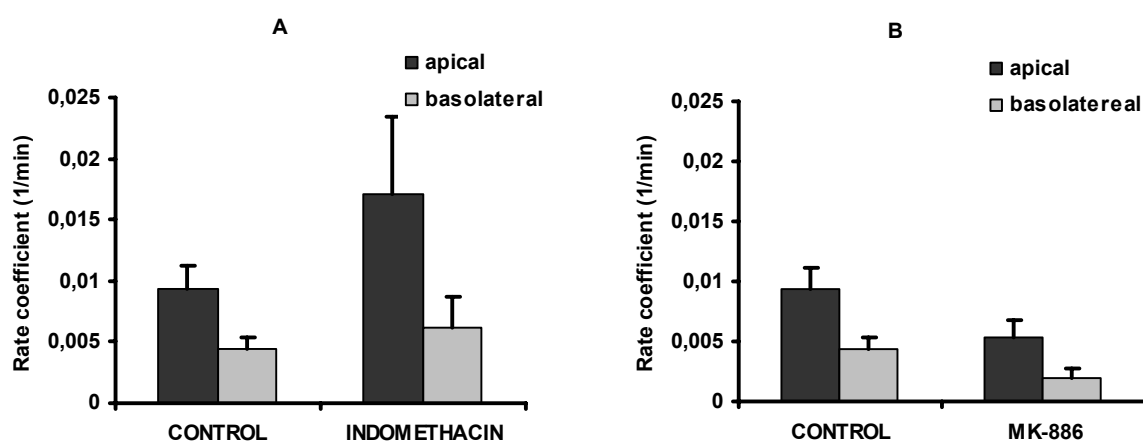 A
apical
basolateral
0,025
0,02
0,015
0,01
0,005
0
Rate coefficient (1/min)
CONTROL
INDOMETHACIN
B
apical
basolatereal
0,025
0,02
0,015
0,01
0,005
0
Rate coefficient (1/min)
CONTROL
MK-886